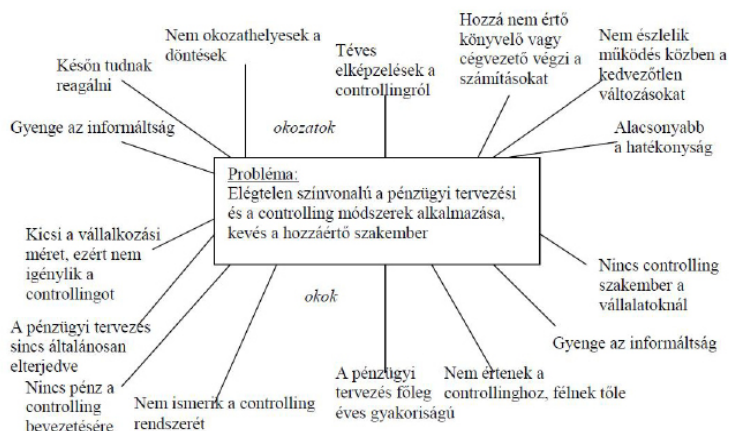 Nem okozathelyesek a
döntések
Téves
elképzelések a
controllingról
Hozzá nem értő
könyvelő vagy
cégvezető végzi a
számításokat
Nem észlelik
működés közben a
kedvezőtlen
változásokat
Későn tudnak
reagálni
Gyenge az informáltság
okozatok
Alacsonyabb
a hatékonyság
Probléma:
Elégtelen színvonalú a pénzügyi tervezési
és a controlling módszerek alkalmazása,
kevés a hozzáértő szakember
Kicsi a vállalkozási
méret, ezért nem
igénylik a
controllingot
okok
Nincs controlling
szakember a
vállalatoknál
A pénzügyi tervezés
sincs általánosan
elterjedve
Gyenge az informáltság
Nincs pénz a
controlling
bevezetésére
Nem ismerik a controlling
rendszerét
A pénzügyi
tervezés főleg
éves gyakoriságú
Nem értenek a
controllinghoz, félnek tőle